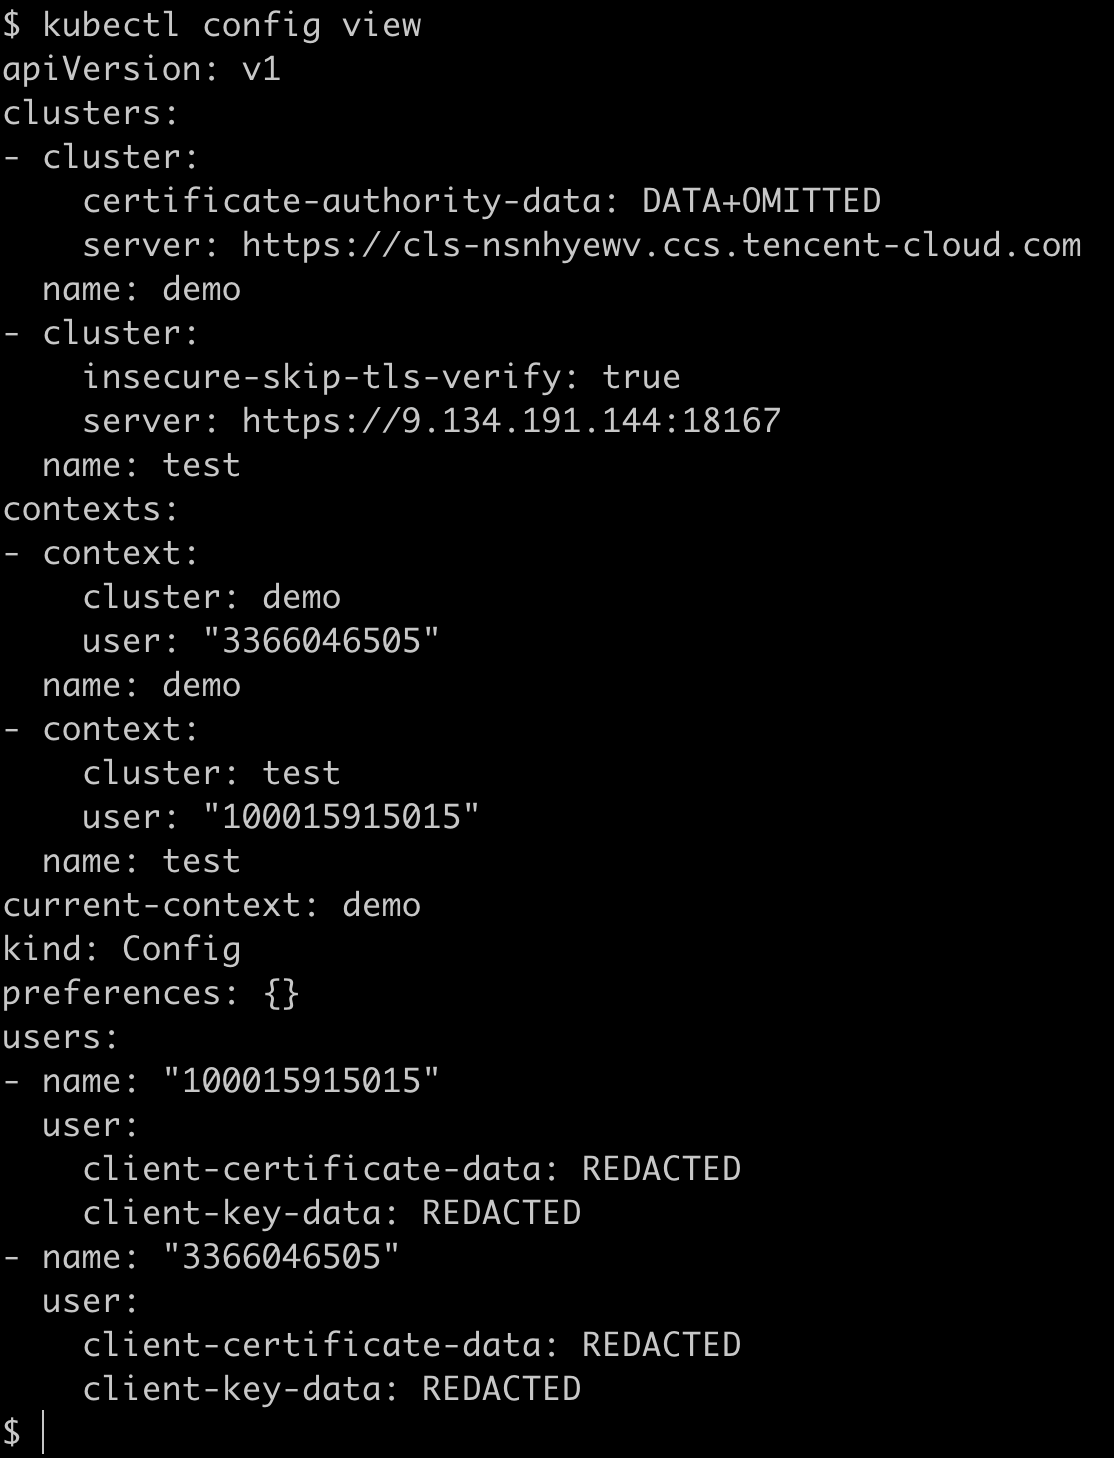 $ kubectl config view
apiVersion: v1
clusters:
- cluster:
    certificate-authority-data: DATA+OMITTED
    server: https://cls-nsnhyewv.ccs.tencent-cloud.com
  name: demo
- cluster:
    insecure-skip-tls-verify: true
    server: https://9.134.191.144:18167
  name: test
contexts:
- context:
    cluster: demo
    user: "3366046505"
  name: demo
- context:
    cluster: test
    user: "100015915015"
  name: test
current-context: demo
kind: Config
preferences: {}
users:
- name: "100015915015"
  user:
    client-certificate-data: REDACTED
    client-key-data: REDACTED
- name: "3366046505"
  user:
    client-certificate-data: REDACTED
    client-key-data: REDACTED
$